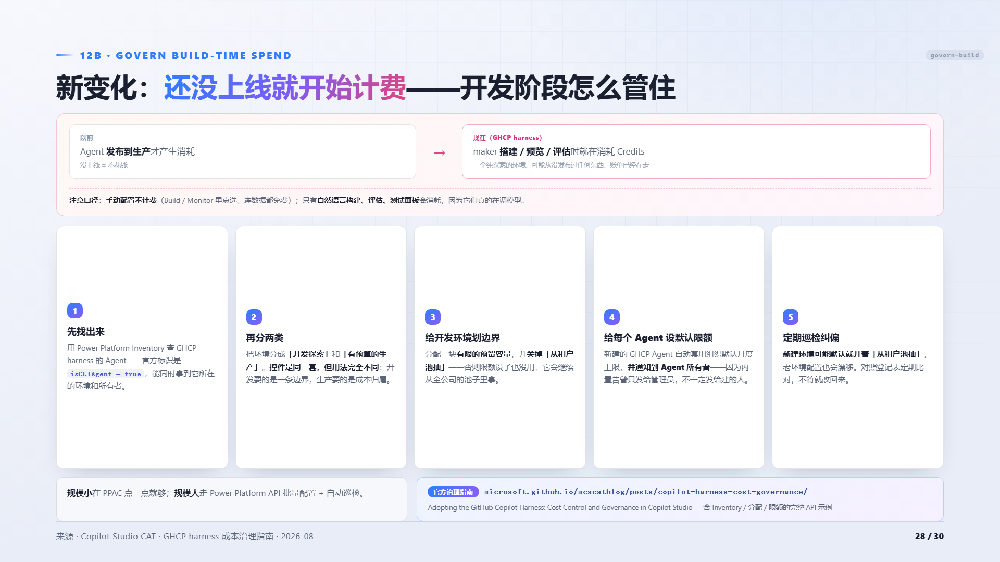 12B · GOVERN BUILD-TIME SPEND
govern-build
新变化：还没上线就开始计费——开发阶段怎么管住
以前
Agent 发布到生产才产生消耗
没上线 = 不花钱
→
现在（GHCP harness）
maker 搭建 / 预览 / 评估时就在消耗 Credits
一个纯探索的环境，可能从没发布过任何东西，账单已经在走
注意口径：手动配置不计费（Build / Monitor 里点选、连数据都免费）；只有自然语言构建、评估、测试面板会消耗，因为它们真的在调模型。
1
先找出来
用 Power Platform Inventory 查 GHCP
harness 的 Agent——官方标识是
isCLIAgent = true，能同时拿到它所在
的环境和所有者。
2
再分两类
把环境分成「开发探索」和「有预算的生
产」。控件是同一套，但用法完全不同：开
发要的是一条边界，生产要的是成本归属。
3
给开发环境划边界
分配一块有限的预留容量，并关掉「从租户
池抽」——否则限额设了也没用，它会继续
从全公司的池子里拿。
4
给每个 Agent 设默认限额
新建的 GHCP Agent 自动套用组织默认月度
上限，并通知到 Agent 所有者——因为内
置告警只发给管理员，不一定发给建的人。
5
定期巡检纠偏
新建环境可能默认就开着「从租户池抽」，
老环境配置也会漂移。对照登记表定期比
对，不符就改回来。
规模小在 PPAC 点一点就够；规模大走 Power Platform API 批量配置 + 自动巡检。
官方治理指南 microsoft.github.io/mcscatblog/posts/copilot-harness-cost-governance/
Adopting the GitHub Copilot Harness: Cost Control and Governance in Copilot Studio — 含 Inventory / 分配 / 限额的完整 API 示例
来源 · Copilot Studio CAT · GHCP harness 成本治理指南 · 2026-08
28 / 30